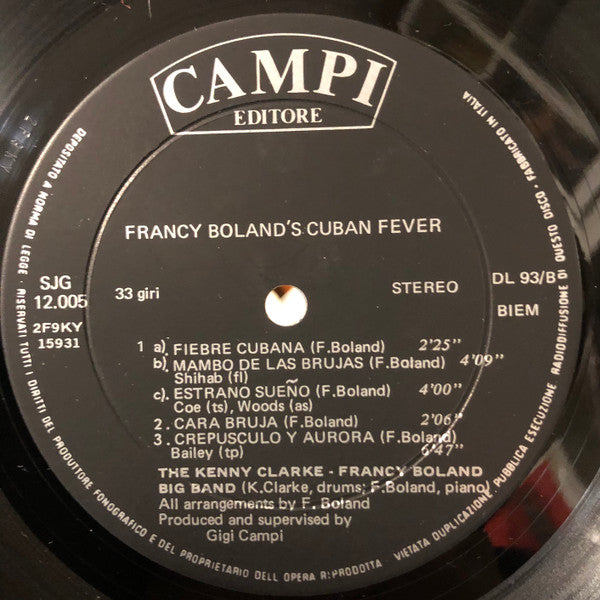 CAMPI
EDITORE
FRANCY BOLAND'S CUBAN FEVER
SJG
12.005
33 giri
STEREO
DL 93/B
2F9KY
15931
BIEM
1 a) FIEBRE CUBANA (F.Boland) 2'25"
b) MAMBO DE LAS BRUJAS (F.Boland) 4'09"
Shihab (fl)
c). ESTRANO SUEÑO (F.Boland) 4'00"
Coe (ts), Woods (as)
2. CARA BRUJA (F.Boland) 2'06"
3. CREPUSCULO Y AURORA (F.Boland)
Bailey (tp) 6'47"
THE KENNY CLARKE - FRANCY BOLAND
BIG BAND (K.Clarke, drums; F.Boland, piano)
All arrangements by F. Boland
Produced and supervised by
Gigi Campi
DEPOSITATO A NORMA DI LEGGE · RISERVATI TUTTI I DIRITTI DEL PRODUTTORE FONOGRAFICO E DEL PROPRIETARIO DELL OPERA R:PRODOTTA
VIETATA DUPLICAZIONE, PUBBLICA ESECUZIONE RADIODIFFUSIONE DI QUESTO DISCO - FABBRICATO IN ITALIA